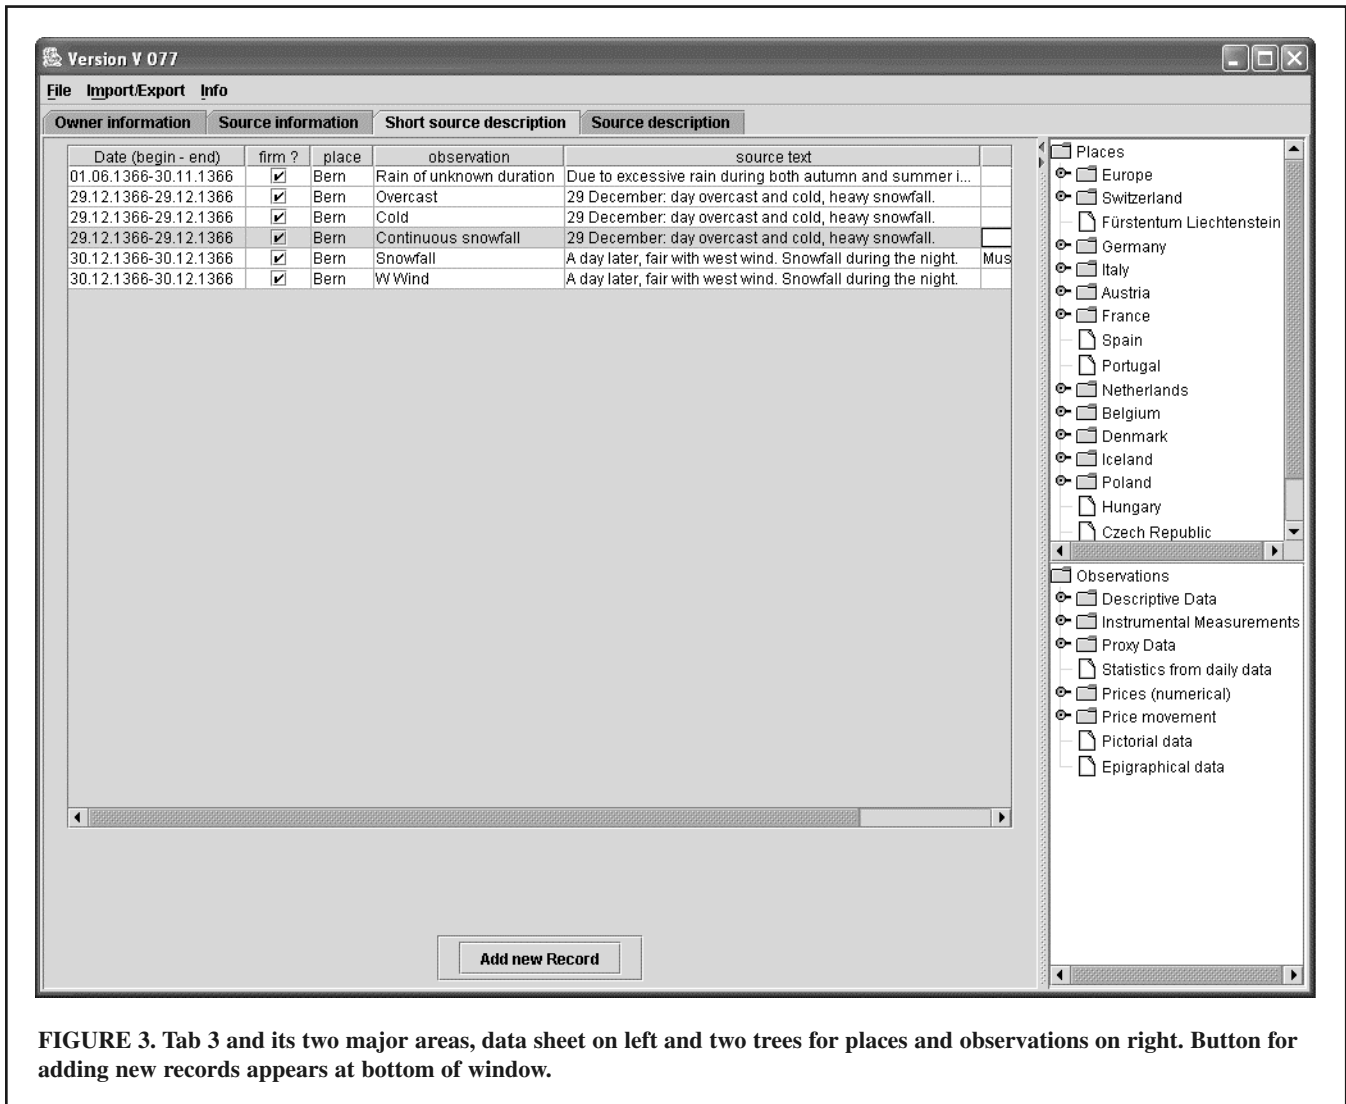 Version V 077
File Import/Export Info
Owner information Source information Short source description Source description
Date (begin - end) firm ? place observation source text
01.06.1366-30.11.1366 Bern Rain of unknown duration Due to excessive rain during both autumn and summer i...
29.12.1366-29.12.1366 Bern Overcast 29 December: day overcast and cold, heavy snowfall.
29.12.1366-29.12.1366 Bern Cold 29 December: day overcast and cold, heavy snowfall.
29.12.1366-29.12.1366 Bern Continuous snowfall 29 December: day overcast and cold, heavy snowfall.
30.12.1366-30.12.1366 Bern Snowfall A day later, fair with west wind. Snowfall during the night. Mus
30.12.1366-30.12.1366 Bern W Wind A day later, fair with west wind. Snowfall during the night.
Add new Record
Places
Europe
Switzerland
Fürstentum Liechtenstein
Germany
Italy
Austria
France
Spain
Portugal
Netherlands
Belgium
Denmark
Iceland
Poland
Hungary
Czech Republic
Observations
Descriptive Data
Instrumental Measurements
Proxy Data
Statistics from daily data
Prices (numerical)
Price movement
Pictorial data
Epigraphical data
FIGURE 3. Tab 3 and its two major areas, data sheet on left and two trees for places and observations on right. Button for
adding new records appears at bottom of window.